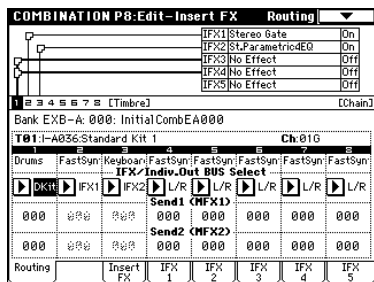 COMBINATION P8:Edit-Insert FX Routing
IFX1 Stereo Gate On
IFX2 St.Parametric4EQ On
IFX3 No Effect Off
IFX4 No Effect Off
IFX5 No Effect Off
1 2 3 4 5 6 7 8 [Timbre] [Chain]
Bank EXB-A: 000: InitialCombEA000
T01:I-A036:Standard Kit 1 Ch:01G
1 2 3 4 5 6 7 8
Drums FastSyn Keyboar FastSyn FastSyn FastSyn FastSyn FastSyn
IFX/Indiv.Out BUS Select
DKit IFX1 IFX2 L/R L/R L/R L/R L/R
Send1 (MFX1)
000 000 000 000 000 000 000 000
Send2 (MFX2)
000 000 000 000 000 000 000 000
Routing Insert FX IFX 1 IFX 2 IFX 3 IFX 4 IFX 5